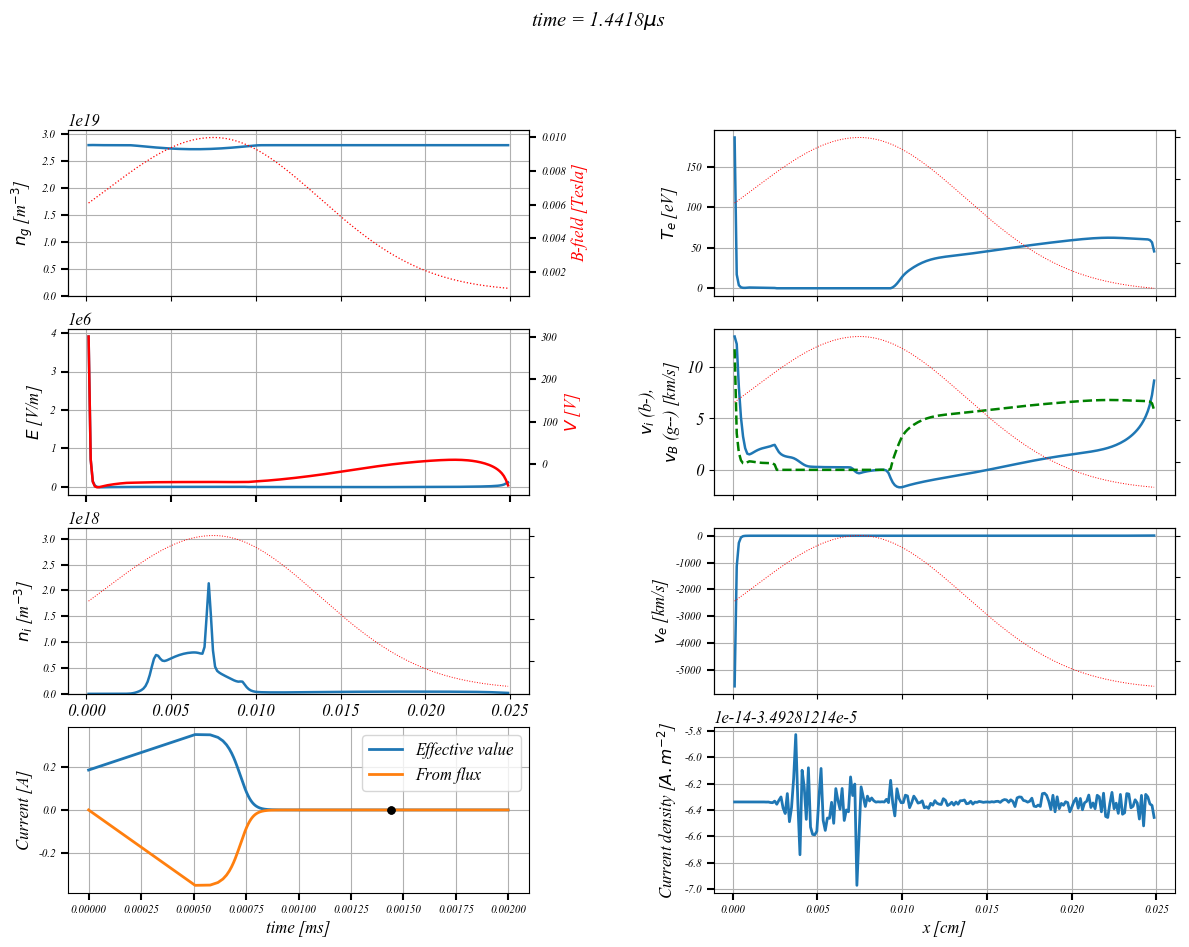 time = 1.4418μs
1e19
3.0
2.5
2.0
1.5
1.0
0.5
0.0
n_g [m^{-3}]
0.010
0.008
0.006
0.004
0.002
B-field [Tesla]
150
100
50
0
T_e [eV]
1e6
4
3
2
1
0
E [V/m]
300
200
100
0
V [V]
10
5
0
v_i (b-),
v_B (g--) [km/s]
1e18
3.0
2.5
2.0
1.5
1.0
0.5
0.0
n_i [m^{-3}]
0.000 0.005 0.010 0.015 0.020 0.025
0
-1000
-2000
-3000
-4000
-5000
v_e [km/s]
0.2
0.0
-0.2
Current [A]
Effective value
From flux
0.00000 0.00025 0.00050 0.00075 0.00100 0.00125 0.00150 0.00175 0.00200
time [ms]
1e-14-3.49281214e-5
-5.8
-6.0
-6.2
-6.4
-6.6
-6.8
-7.0
Current density [A.m^{-2}]
0.000 0.005 0.010 0.015 0.020 0.025
x [cm]